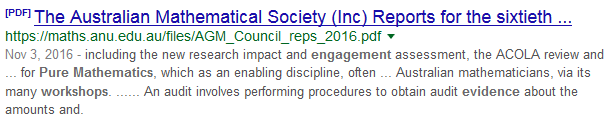 [PDF] The Australian Mathematical Society (Inc) Reports for the sixtieth ...
https://maths.anu.edu.au/files/AGM_Council_reps_2016.pdf ▼
Nov 3, 2016 - including the new research impact and engagement assessment, the ACOLA review and
... for Pure Mathematics, which as an enabling discipline, often ... Australian mathematicians, via its
many workshops. ...... An audit involves performing procedures to obtain audit evidence about the
amounts and.